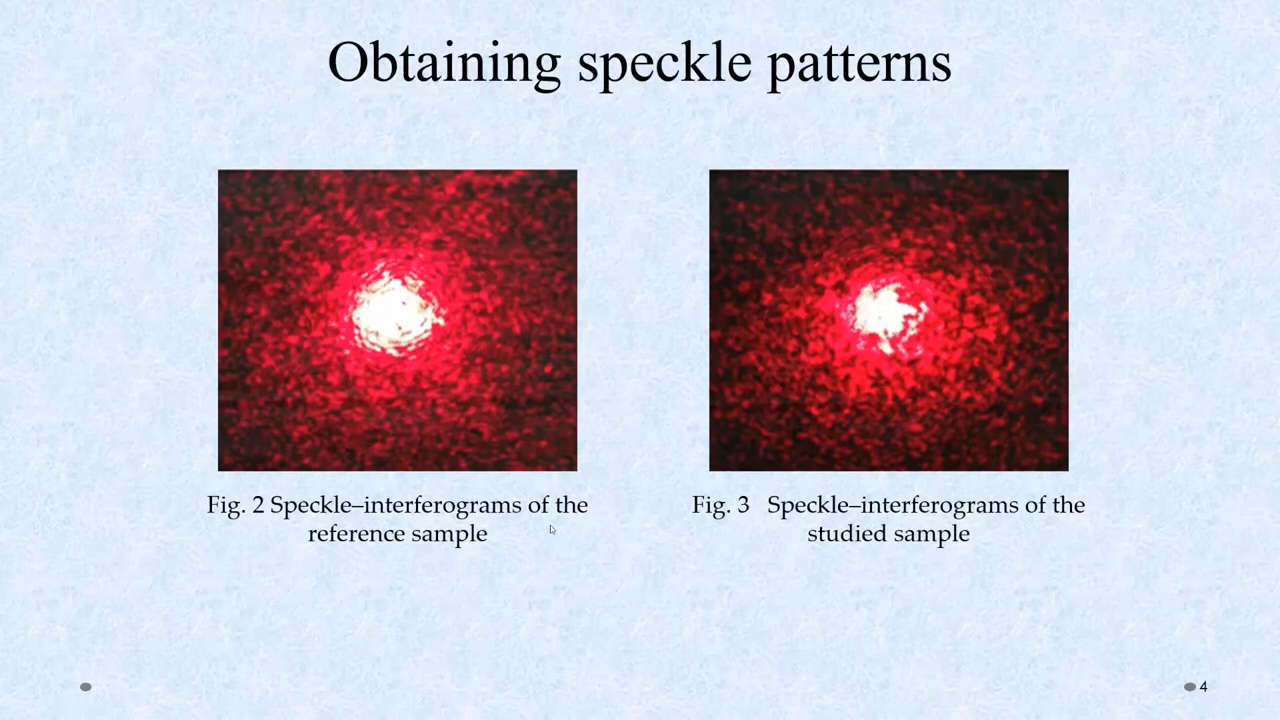 Obtaining speckle patterns
Fig. 2 Speckle–interferograms of the
reference sample
Fig. 3 Speckle–interferograms of the
studied sample
4